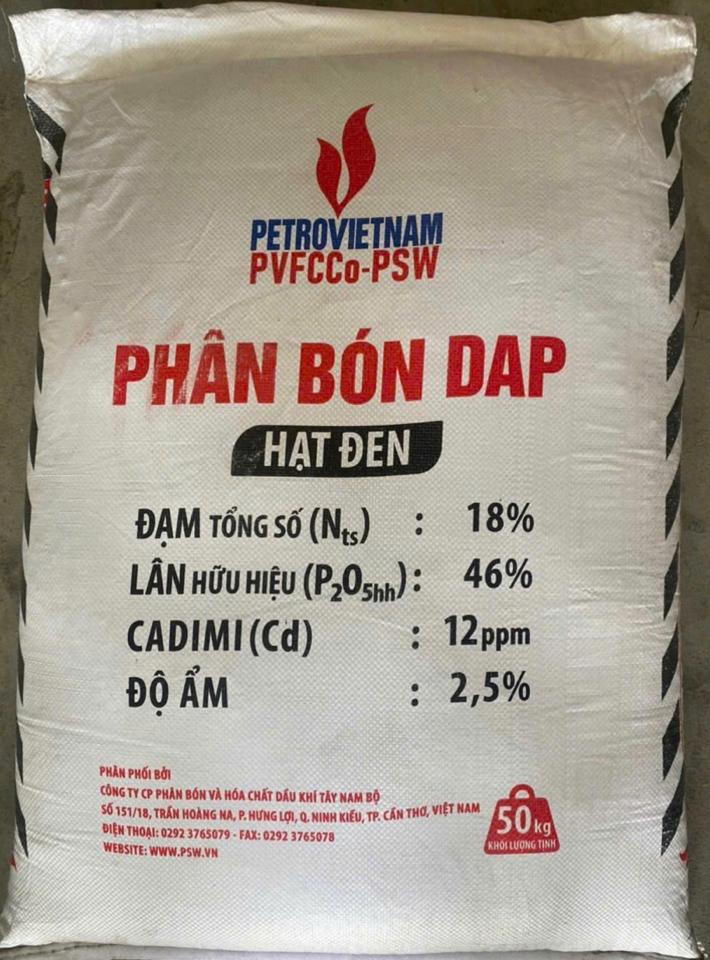 PETROVIETNAM
PVFCCo-PSW
PHÂN BÓN DAP
HẠT ĐEN
ĐẠM TỔNG SỐ (Nts) : 18%
LÂN HỮU HIỆU (P2O5hh) : 46%
CADIMI (Cd) : 12ppm
ĐỘ ẨM : 2,5%
PHÂN PHỐI BỞI
CÔNG TY CP PHÂN BÓN VÀ HÓA CHẤT DẦU KHÍ TÂY NAM BỘ
SỐ 151/18, TRẦN HOÀNG NA, P. HƯNG LỢI, Q. NINH KIỀU, TP. CẦN THƠ, VIỆT NAM
ĐIỆN THOẠI: 0292 3765079 - FAX: 0292 3765078
WEBSITE: WWW.PSW.VN
50kg
KHỐI LƯỢNG TỊNH